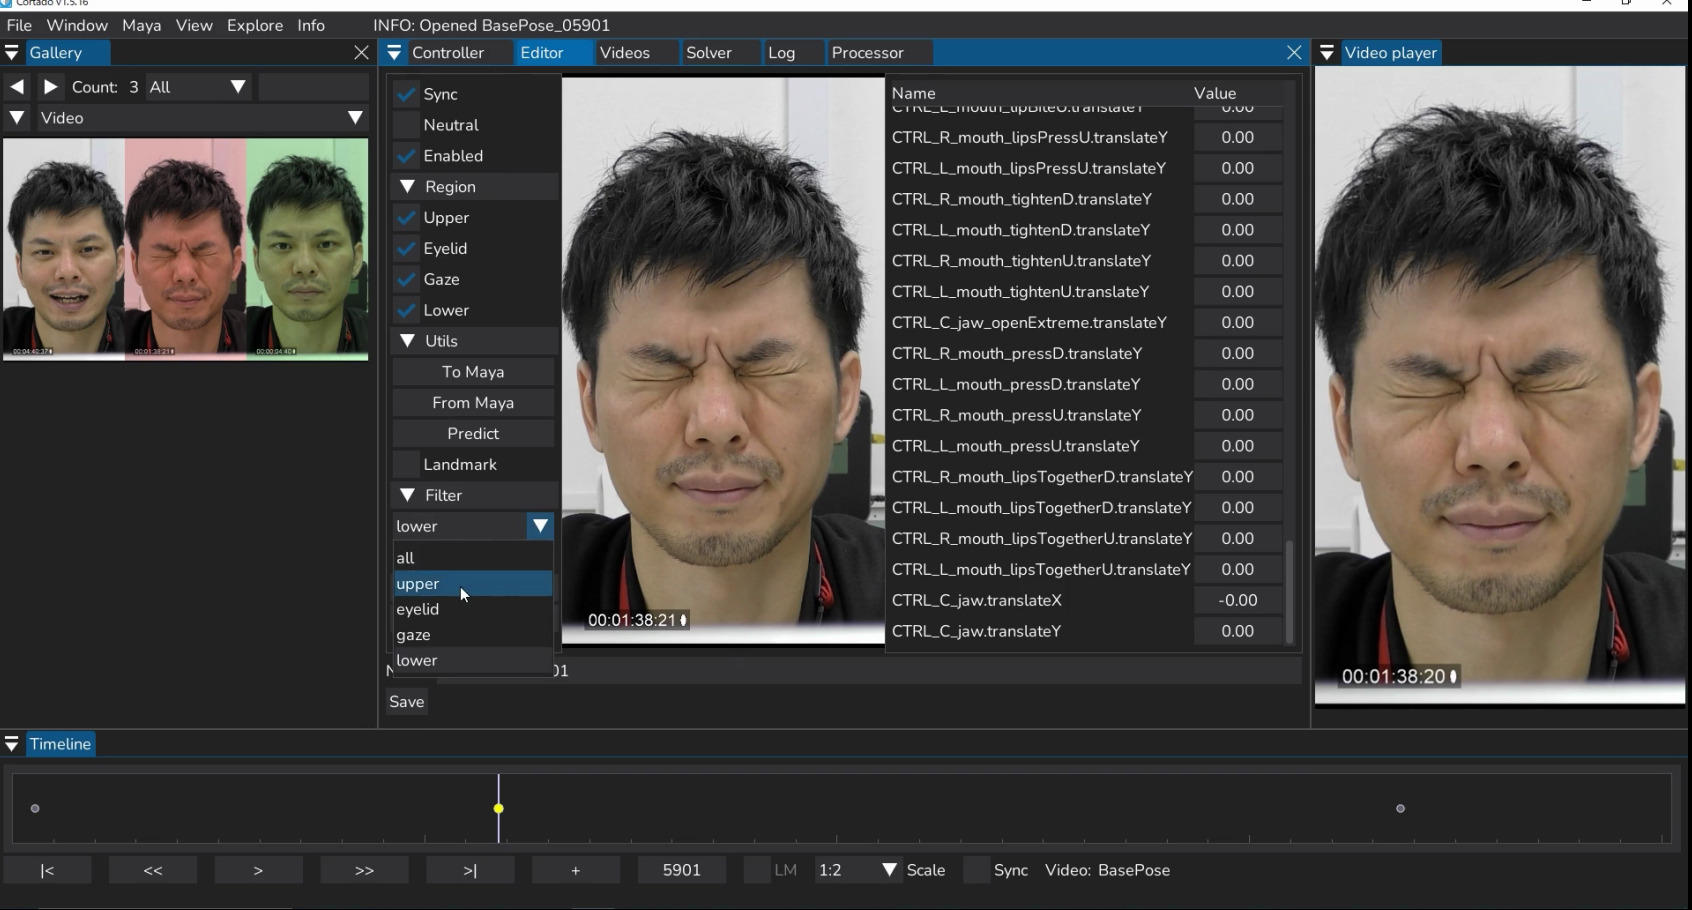 Cortado v1.5.16
File Window Maya View Explore Info INFO: Opened BasePose_05901
Gallery
Count: 3 All
Video
00:04:40:37
00:01:38:21
00:00:04:40
Controller Editor Videos Solver Log Processor
Sync
Neutral
Enabled
Region
Upper
Eyelid
Gaze
Lower
Utils
To Maya
From Maya
Predict
Landmark
Filter
lower
all
upper
eyelid
gaze
lower
01
Save
00:01:38:21
Name Value
CTRL_L_mouth_lipBiteU.translateY 0.00
CTRL_R_mouth_lipsPressU.translateY 0.00
CTRL_L_mouth_lipsPressU.translateY 0.00
CTRL_R_mouth_tightenD.translateY 0.00
CTRL_L_mouth_tightenD.translateY 0.00
CTRL_R_mouth_tightenU.translateY 0.00
CTRL_L_mouth_tightenU.translateY 0.00
CTRL_C_jaw_openExtreme.translateY 0.00
CTRL_R_mouth_pressD.translateY 0.00
CTRL_L_mouth_pressD.translateY 0.00
CTRL_R_mouth_pressU.translateY 0.00
CTRL_L_mouth_pressU.translateY 0.00
CTRL_R_mouth_lipsTogetherD.translateY 0.00
CTRL_L_mouth_lipsTogetherD.translateY 0.00
CTRL_R_mouth_lipsTogetherU.translateY 0.00
CTRL_L_mouth_lipsTogetherU.translateY 0.00
CTRL_C_jaw.translateX -0.00
CTRL_C_jaw.translateY 0.00
Video player
00:01:38:20
Timeline
|< << > >> >| + 5901 LM 1:2 Scale Sync Video: BasePose